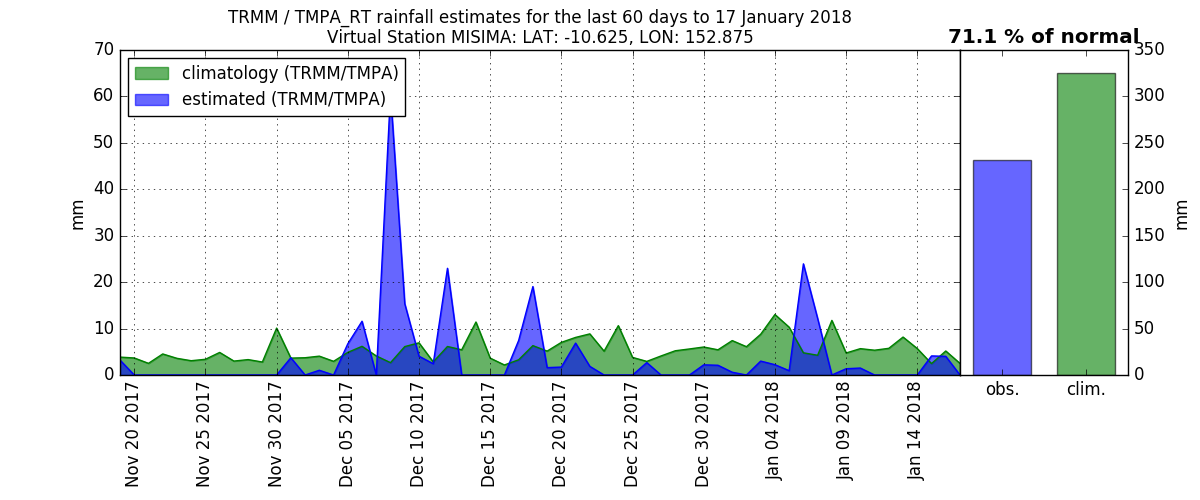 TRMM / TMPA_RT rainfall estimates for the last 60 days to 17 January 2018
Virtual Station MISIMA: LAT: -10.625, LON: 152.875
71.1 % of normal
climatology (TRMM/TMPA)
estimated (TRMM/TMPA)
70
60
50
40
30
20
10
0
mm
Nov 20 2017
Nov 25 2017
Nov 30 2017
Dec 05 2017
Dec 10 2017
Dec 15 2017
Dec 20 2017
Dec 25 2017
Dec 30 2017
Jan 04 2018
Jan 09 2018
Jan 14 2018
obs.
clim.
350
300
250
200
150
100
50
0
mm